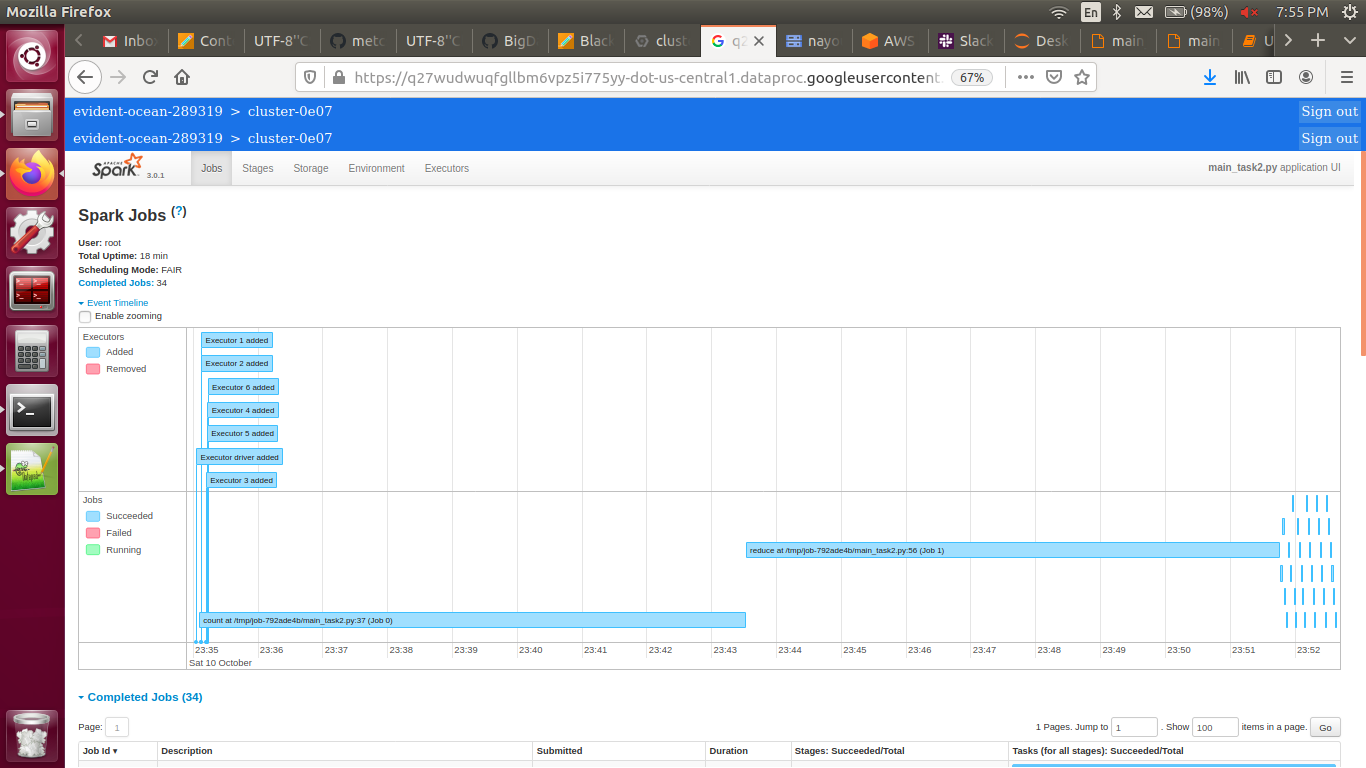 Mozilla Firefox
En
(98%)
7:55 PM
Inbo
Cont
UTF-8''C
metc
UTF-8''C
BigD
Blac
clust
q2
nayo
AWS
Slack
Desk
main
main
U
https://q27wudwuqfgllbm6vpz5i775yy-dot-us-central1.dataproc.googleusercontent.
67%
evident-ocean-289319 > cluster-0e07
Sign out
evident-ocean-289319 > cluster-0e07
Sign out
APACHE Spark 3.0.1
Jobs
Stages
Storage
Environment
Executors
main_task2.py application UI
Spark Jobs (?)
User: root
Total Uptime: 18 min
Scheduling Mode: FAIR
Completed Jobs: 34
Event Timeline
Enable zooming
Executors
Added
Removed
Executor 1 added
Executor 2 added
Executor 6 added
Executor 4 added
Executor 5 added
Executor driver added
Executor 3 added
Jobs
Succeeded
Failed
Running
reduce at /tmp/job-792ade4b/main_task2.py:56 (Job 1)
count at /tmp/job-792ade4b/main_task2.py:37 (Job 0)
23:35 23:36 23:37 23:38 23:39 23:40 23:41 23:42 23:43 23:44 23:45 23:46 23:47 23:48 23:49 23:50 23:51 23:52
Sat 10 October
Completed Jobs (34)
Page: 1
1 Pages. Jump to 1 . Show 100 items in a page. Go
Job Id ▾ Description Submitted Duration Stages: Succeeded/Total Tasks (for all stages): Succeeded/Total